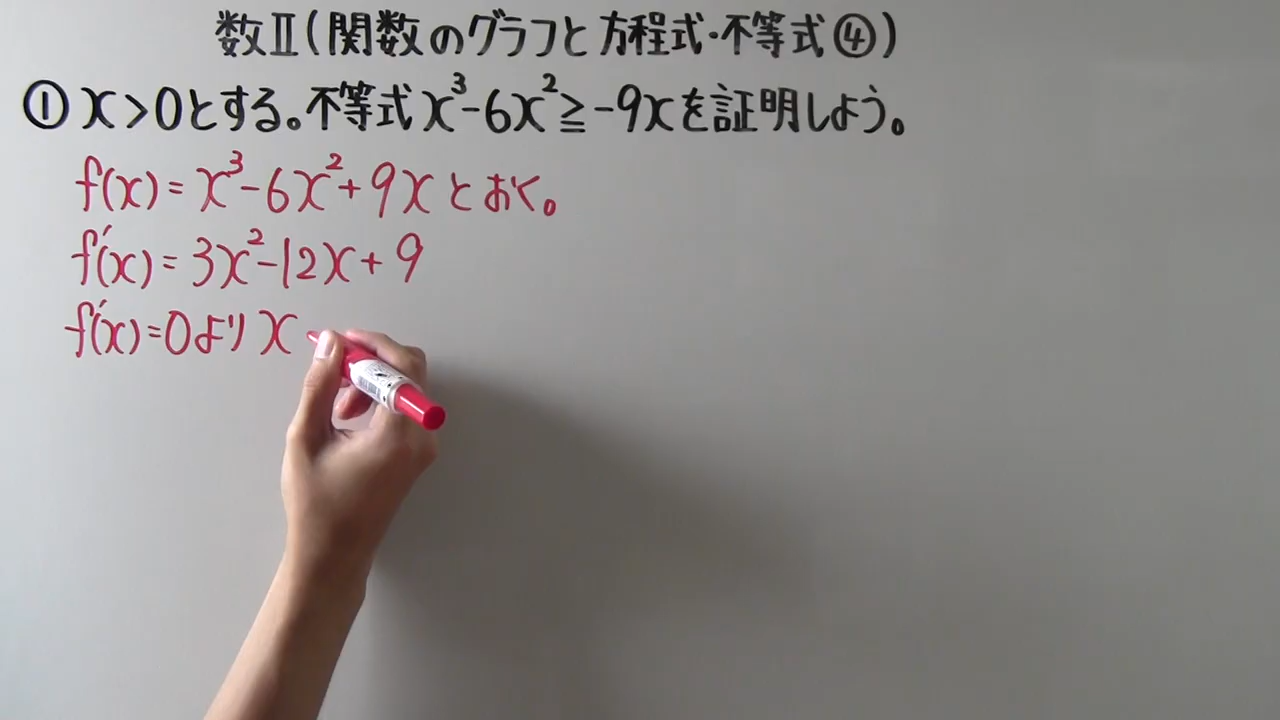 数Ⅱ(関数のグラフと方程式・不等式④)
① x>0とする。不等式x³-6x²≧-9xを証明しよう。
f(x)=x³-6x²+9xとおく。
f'(x)=3x²-12x+9
f'(x)=0よりx